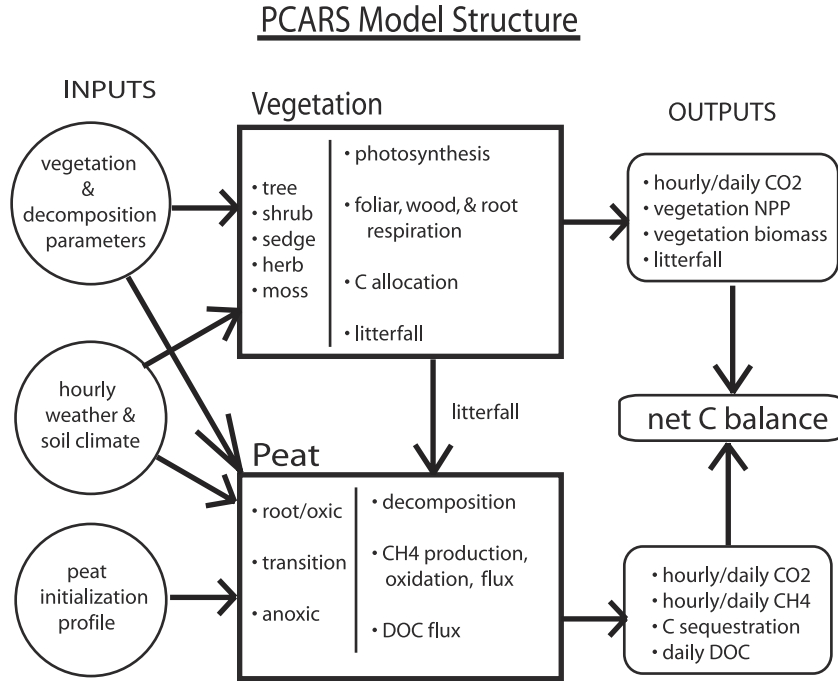 PCARS Model Structure
INPUTS
vegetation
&
decomposition
parameters
hourly
weather &
soil climate
peat
initialization
profile
Vegetation
• tree
• shrub
• sedge
• herb
• moss
• photosynthesis
• foliar, wood, & root
respiration
• C allocation
• litterfall
litterfall
Peat
• root/oxic
• transition
• anoxic
• decomposition
• CH4 production,
oxidation, flux
• DOC flux
OUTPUTS
• hourly/daily CO2
• vegetation NPP
• vegetation biomass
• litterfall
net C balance
• hourly/daily CO2
• hourly/daily CH4
• C sequestration
• daily DOC